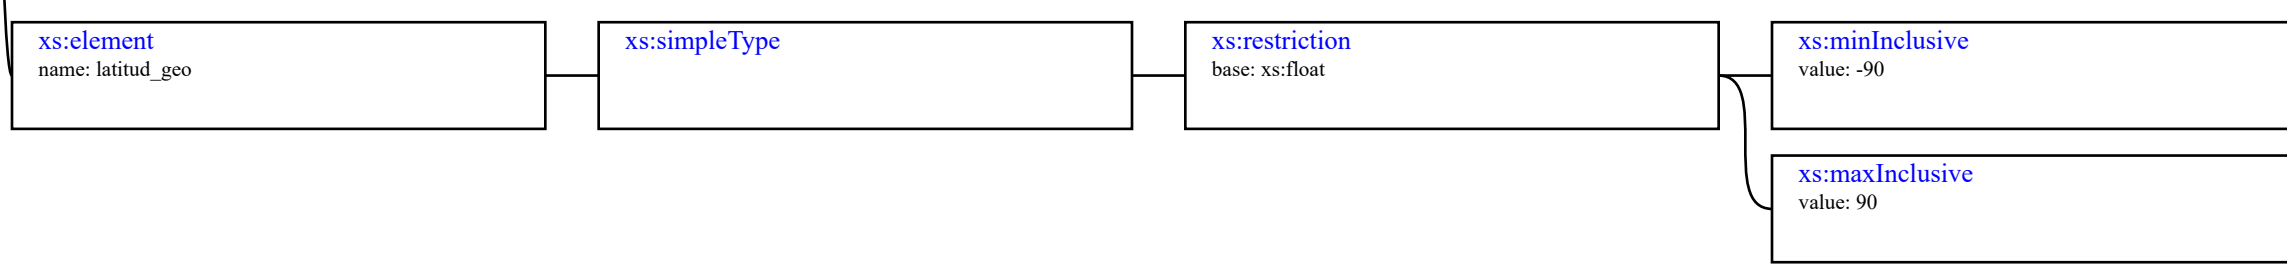 xs:element
name: latitud_geo
xs:simpleType
xs:restriction
base: xs:float
xs:minInclusive
value: -90
xs:maxInclusive
value: 90